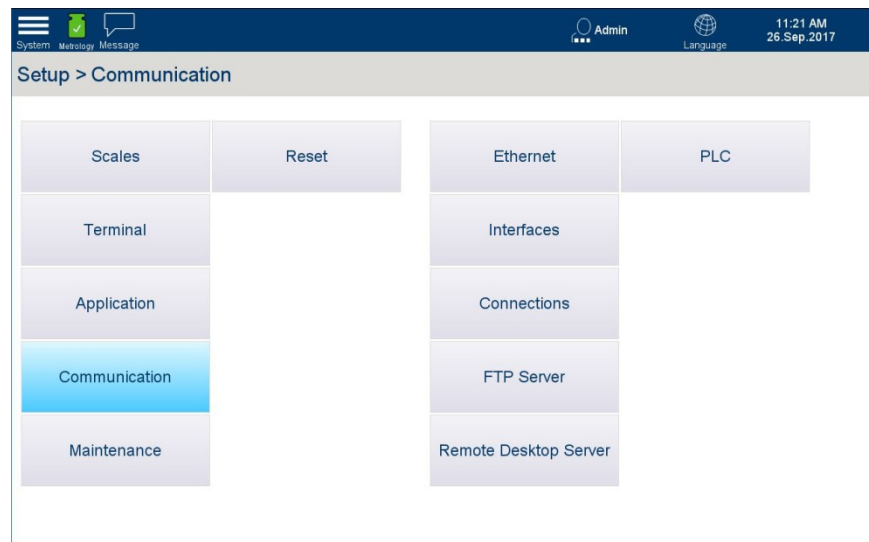 System Metrology Message
Admin
Language
11:21 AM
26.Sep.2017
Setup > Communication
Scales
Reset
Ethernet
PLC
Terminal
Interfaces
Application
Connections
Communication
FTP Server
Maintenance
Remote Desktop Server